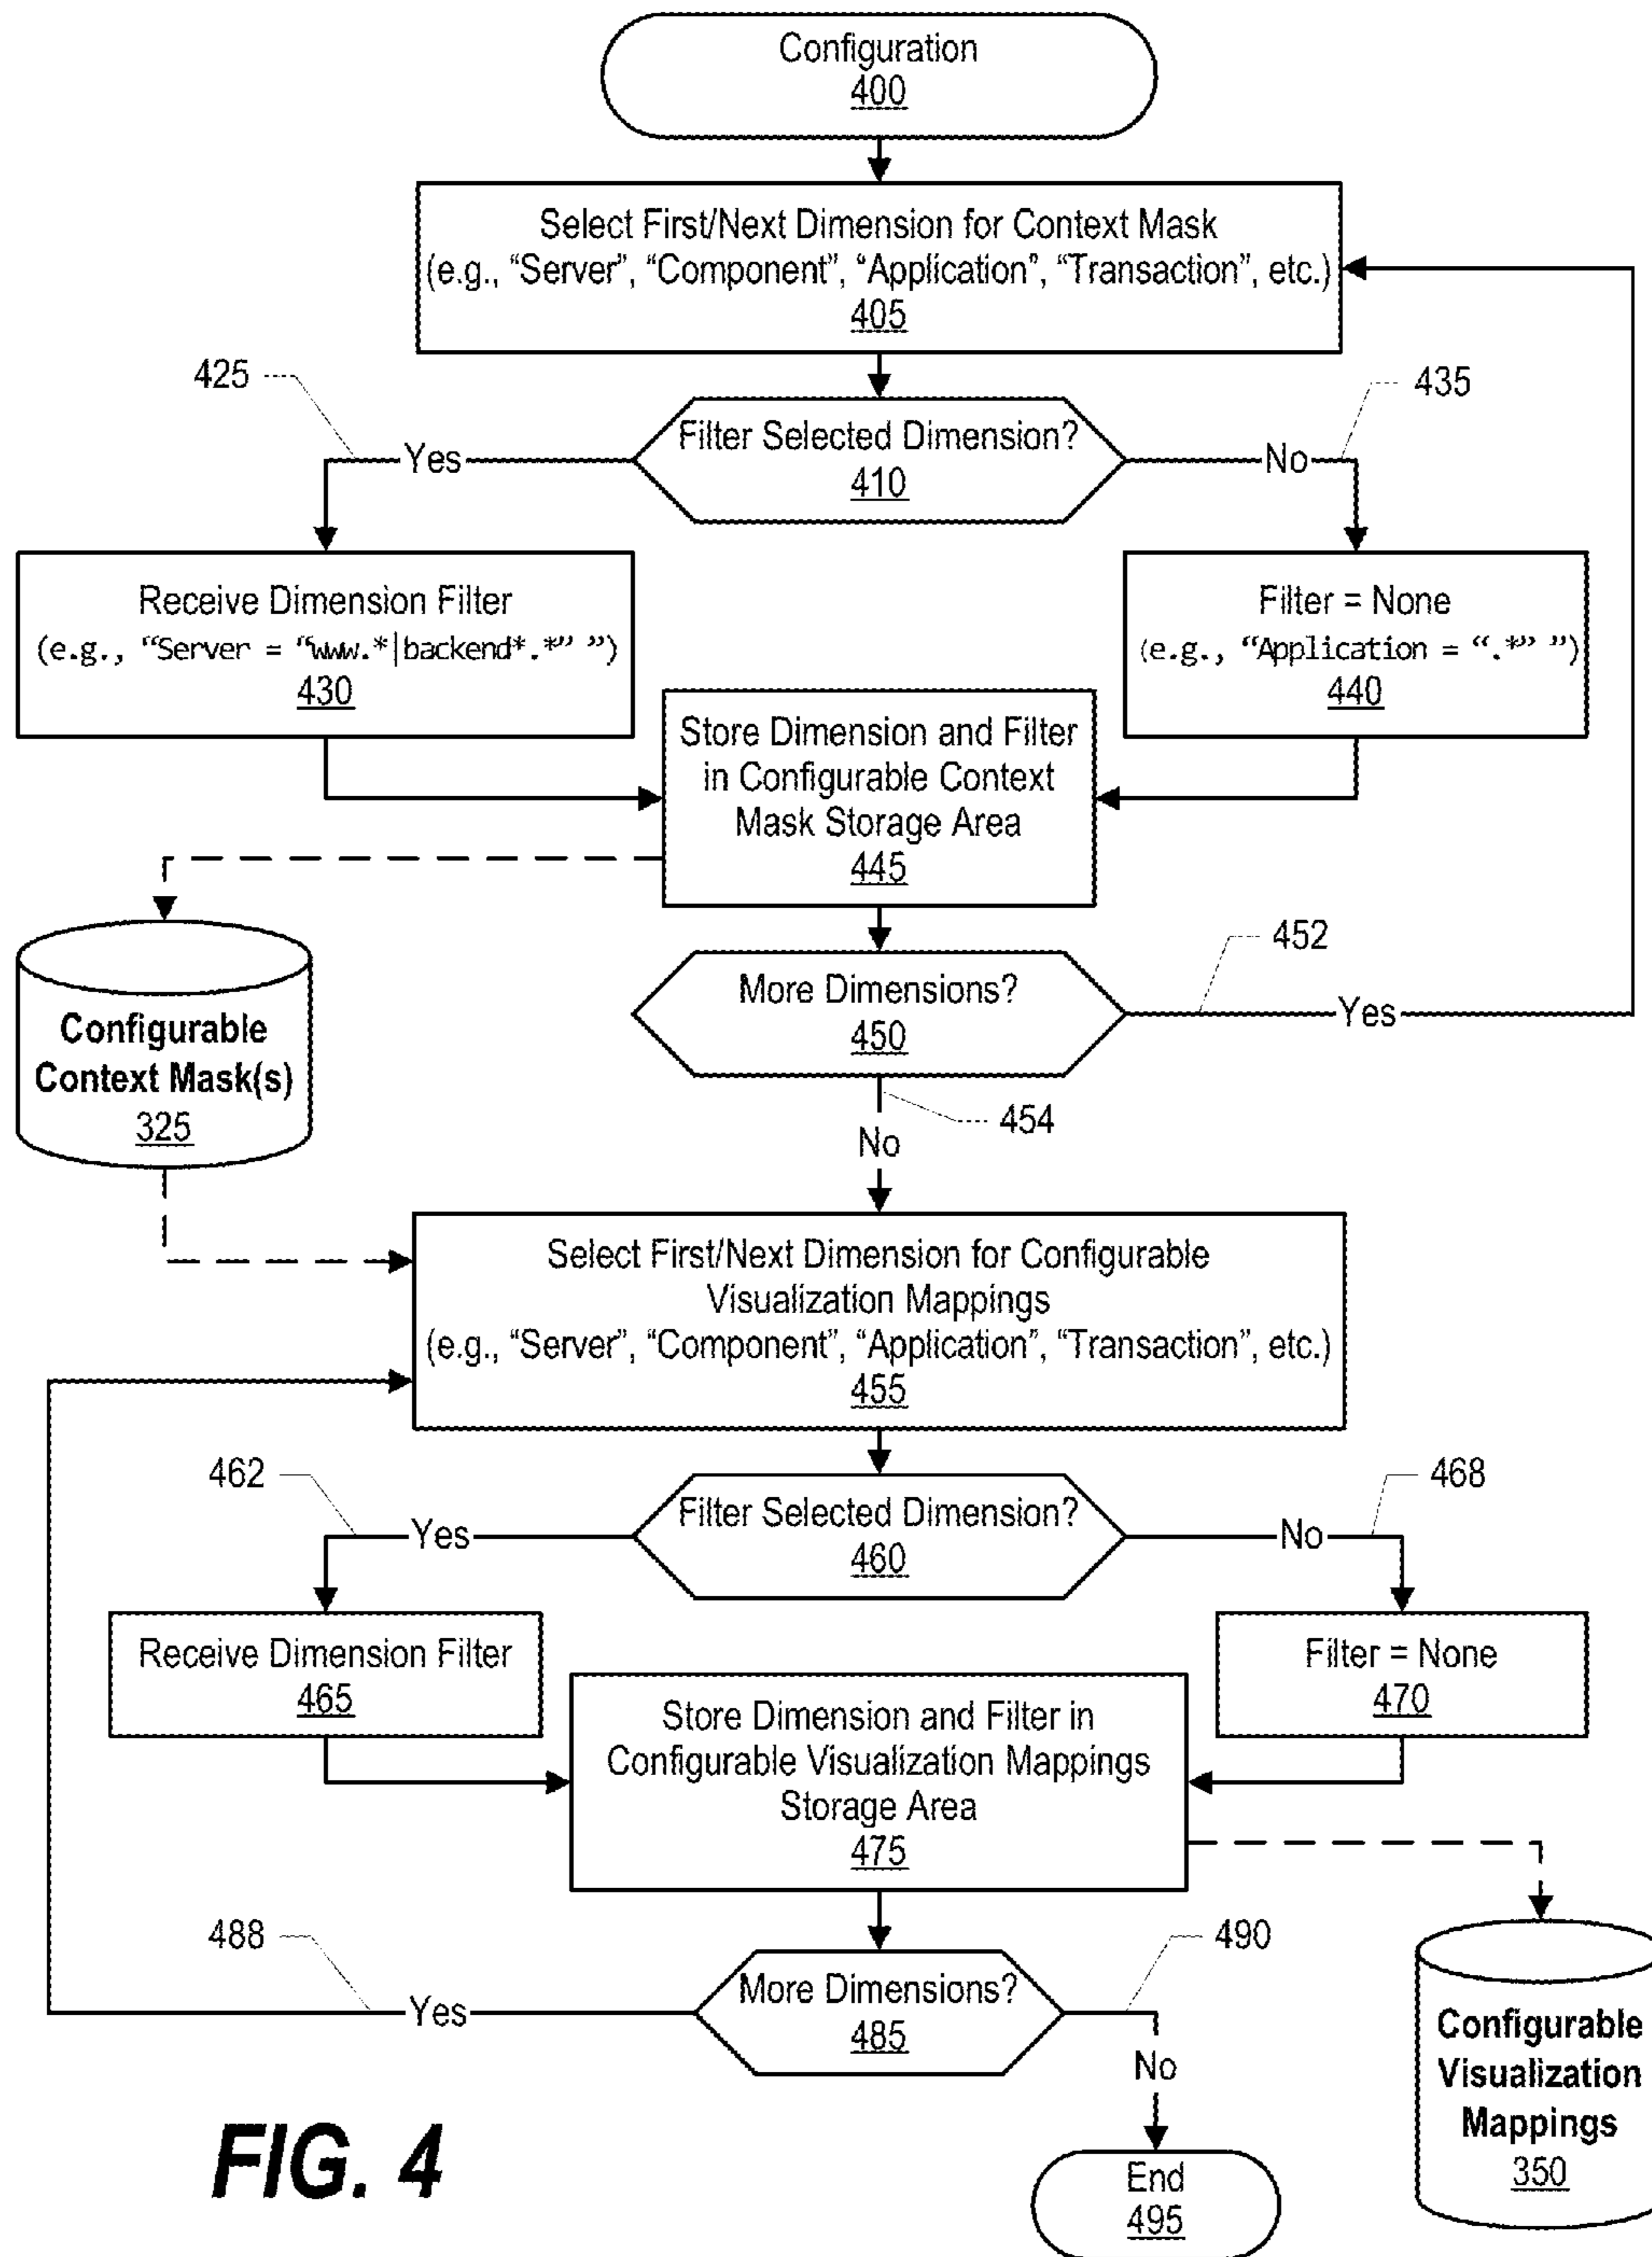 Configuration
400
Select First/Next Dimension for Context Mask
(e.g., “Server”, “Component”, “Application”, “Transaction”, etc.)
405
425
435
Filter Selected Dimension?
410
Yes
No
Receive Dimension Filter
(e.g., “Server = “www.*|backend*.*” ”)
430
Filter = None
(e.g., “Application = “.*” ”)
440
Store Dimension and Filter
in Configurable Context
Mask Storage Area
445
452
More Dimensions?
450
Yes
Configurable
Context Mask(s)
325
454
No
Select First/Next Dimension for Configurable
Visualization Mappings
(e.g., “Server”, “Component”, “Application”, “Transaction”, etc.)
455
462
468
Filter Selected Dimension?
460
Yes
No
Receive Dimension Filter
465
Filter = None
470
Store Dimension and Filter in
Configurable Visualization Mappings
Storage Area
475
488
490
More Dimensions?
485
Yes
No
Configurable
Visualization
Mappings
350
End
495
FIG. 4